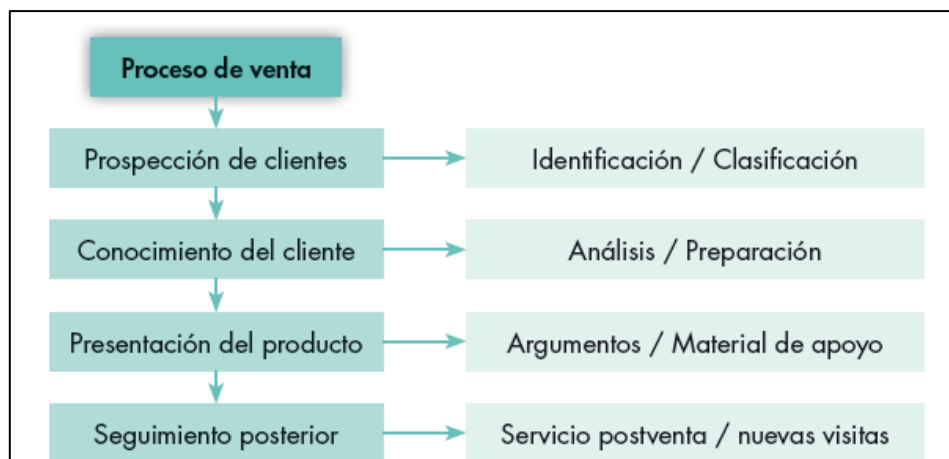 Proceso de venta
Prospección de clientes
Identificación / Clasificación
Conocimiento del cliente
Análisis / Preparación
Presentación del producto
Argumentos / Material de apoyo
Seguimiento posterior
Servicio postventa / nuevas visitas